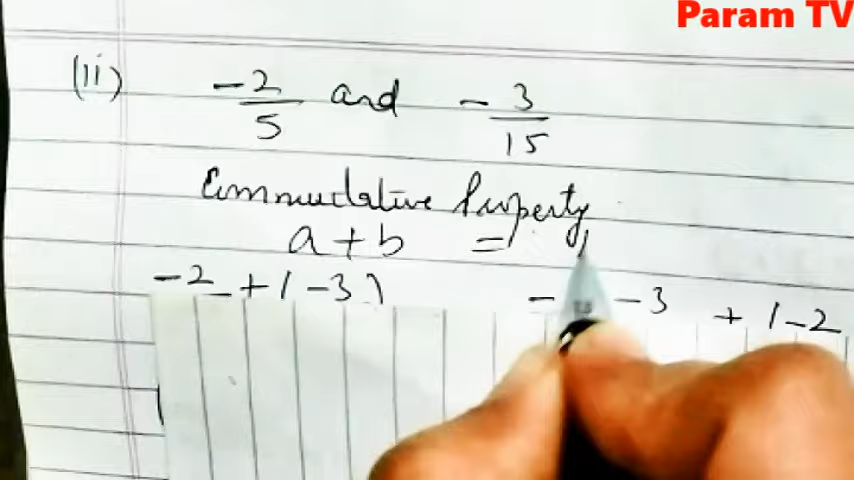 Param TV
(ii) -2/5 and - 3/15
Commutative Property
a + b =
-2 + (-3) = -3 + (-2